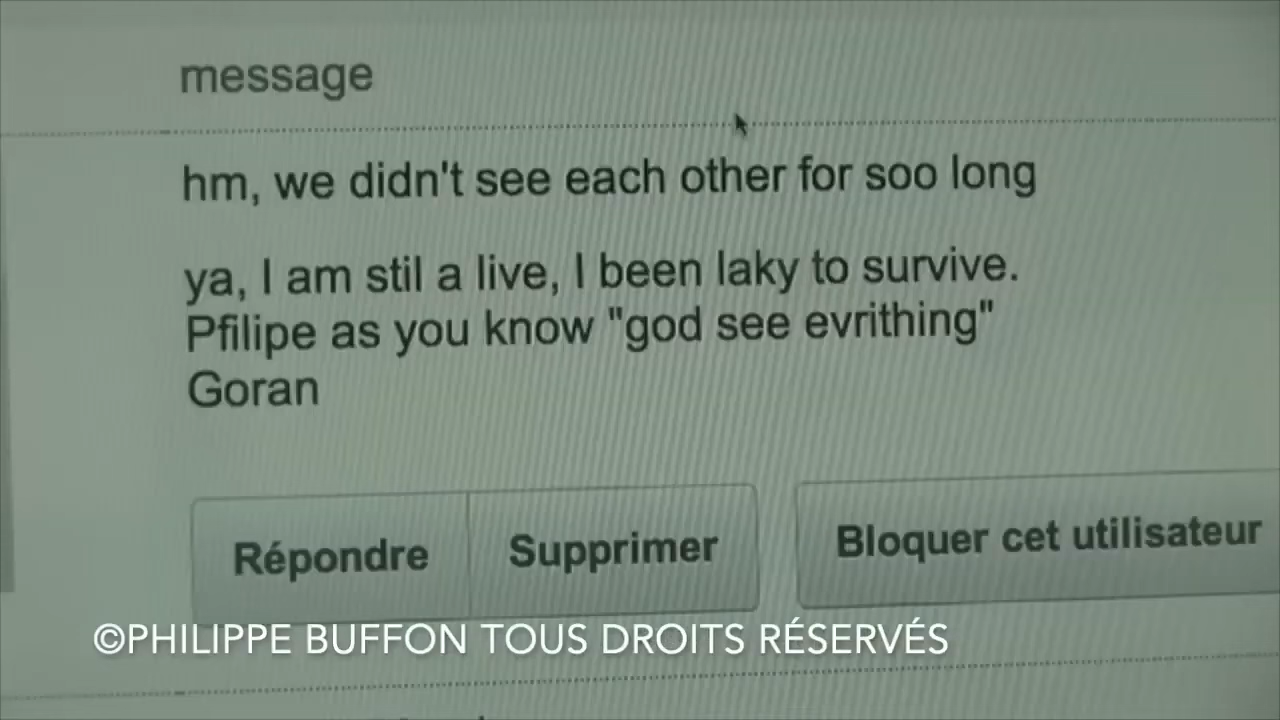 message
hm, we didn't see each other for soo long
ya, I am stil a live, I been laky to survive.
Pfilipe as you know "god see evrithing"
Goran
Répondre
Supprimer
Bloquer cet utilisateur
©PHILIPPE BUFFON TOUS DROITS RÉSERVÉS